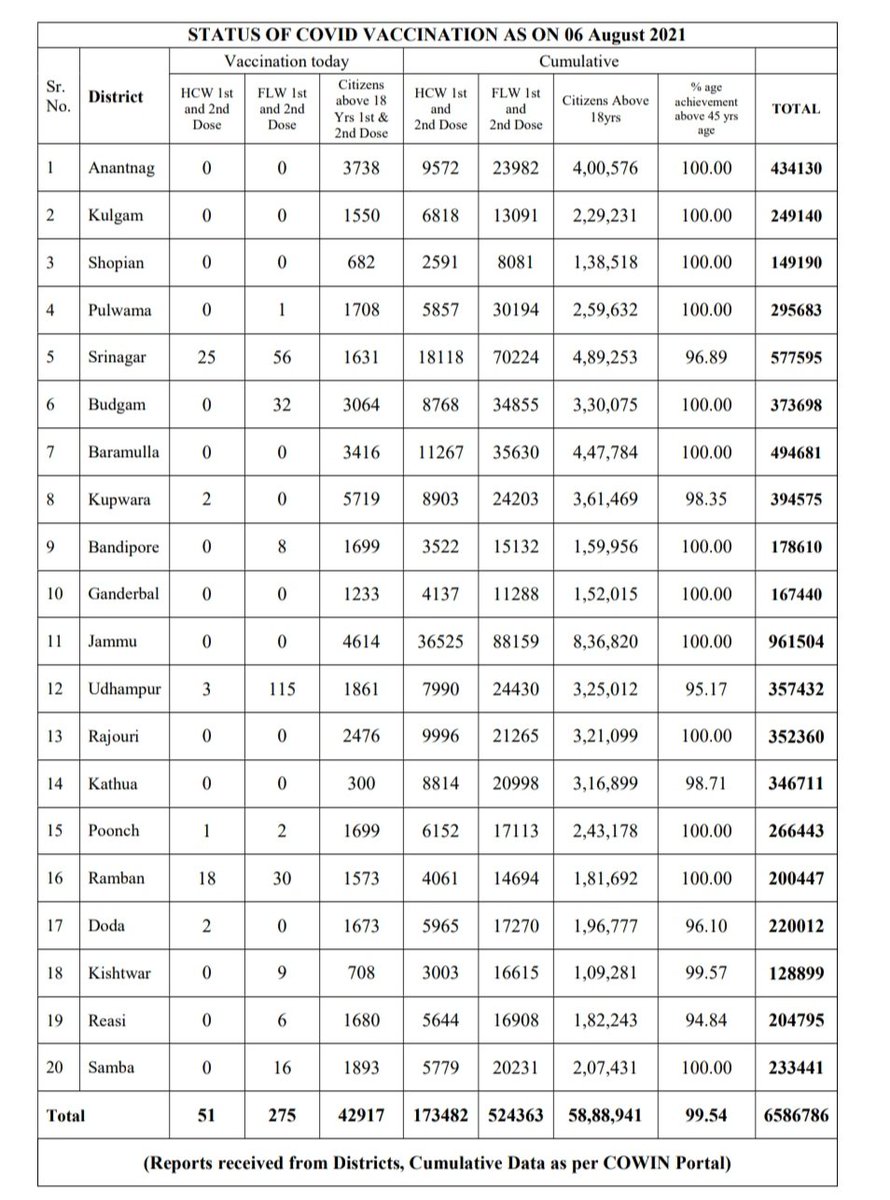 STATUS OF COVID VACCINATION AS ON 06 August 2021
Sr. No. District Vaccination today Cumulative
HCW 1st and 2nd Dose FLW 1st and 2nd Dose Citizens above 18 Yrs 1st & 2nd Dose HCW 1st and 2nd Dose FLW 1st and 2nd Dose Citizens Above 18yrs % age achievement above 45 yrs age TOTAL
1 Anantnag 0 0 3738 9572 23982 4,00,576 100.00 434130
2 Kulgam 0 0 1550 6818 13091 2,29,231 100.00 249140
3 Shopian 0 0 682 2591 8081 1,38,518 100.00 149190
4 Pulwama 0 1 1708 5857 30194 2,59,632 100.00 295683
5 Srinagar 25 56 1631 18118 70224 4,89,253 96.89 577595
6 Budgam 0 32 3064 8768 34855 3,30,075 100.00 373698
7 Baramulla 0 0 3416 11267 35630 4,47,784 100.00 494681
8 Kupwara 2 0 5719 8903 24203 3,61,469 98.35 394575
9 Bandipore 0 8 1699 3522 15132 1,59,956 100.00 178610
10 Ganderbal 0 0 1233 4137 11288 1,52,015 100.00 167440
11 Jammu 0 0 4614 36525 88159 8,36,820 100.00 961504
12 Udhampur 3 115 1861 7990 24430 3,25,012 95.17 357432
13 Rajouri 0 0 2476 9996 21265 3,21,099 100.00 352360
14 Kathua 0 0 300 8814 20998 3,16,899 98.71 346711
15 Poonch 1 2 1699 6152 17113 2,43,178 100.00 266443
16 Ramban 18 30 1573 4061 14694 1,81,692 100.00 200447
17 Doda 2 0 1673 5965 17270 1,96,777 96.10 220012
18 Kishtwar 0 9 708 3003 16615 1,09,281 99.57 128899
19 Reasi 0 6 1680 5644 16908 1,82,243 94.84 204795
20 Samba 0 16 1893 5779 20231 2,07,431 100.00 233441
Total 51 275 42917 173482 524363 58,88,941 99.54 6586786
(Reports received from Districts, Cumulative Data as per COWIN Portal)